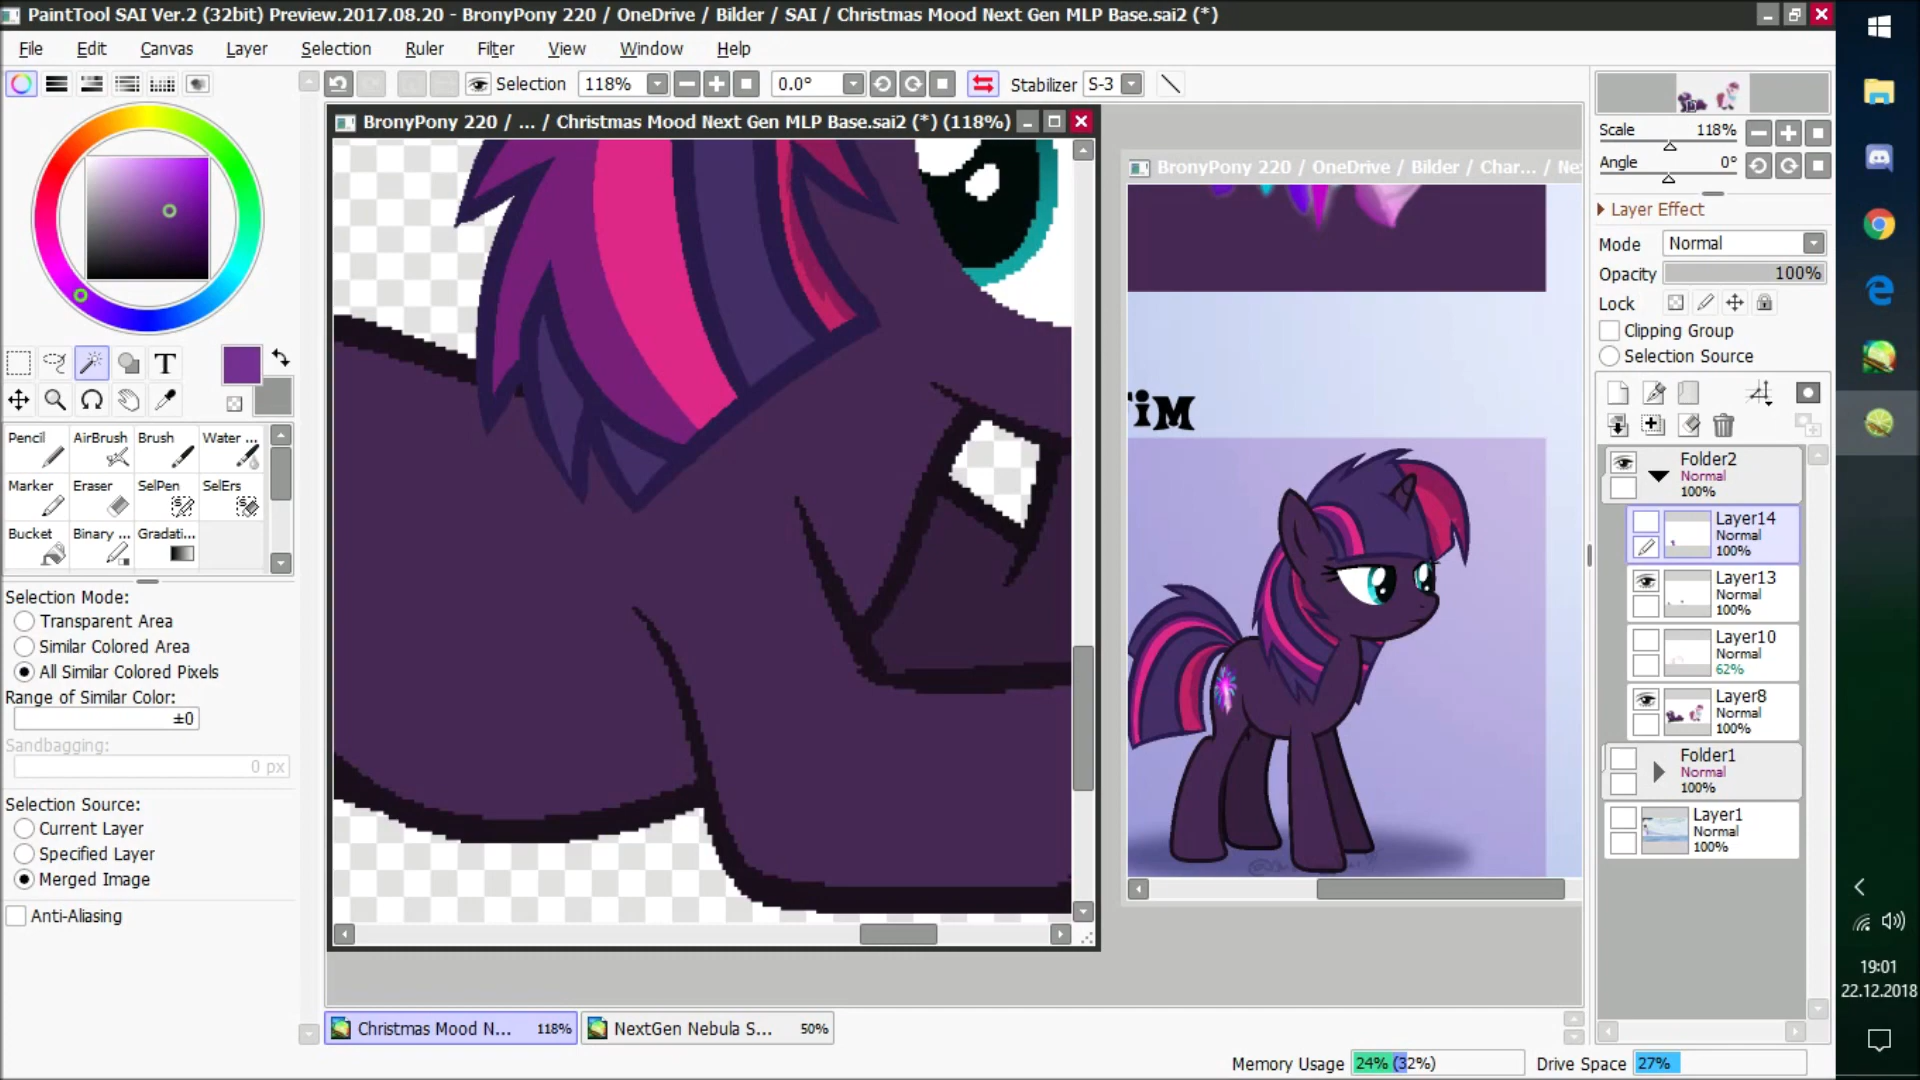 PaintTool SAI Ver.2 (32bit) Preview.2017.08.20 - BronyPony 220 / OneDrive / Bilder / SAI / Christmas Mood Next Gen MLP Base.sai2 (*)
File Edit Canvas Layer Selection Ruler Filter View Window Help
Selection 118% 0.0° Stabilizer S-3
BronyPony 220 / ... / Christmas Mood Next Gen MLP Base.sai2 (*) (118%)
BronyPony 220 / OneDrive / Bilder / Char... / Ne
TiM
T
Pencil AirBrush Brush Water ...
Marker Eraser SelPen SelErs
Bucket Binary ... Gradati...
Selection Mode:
Transparent Area
Similar Colored Area
All Similar Colored Pixels
Range of Similar Color:
±0
Sandbagging:
0 px
Selection Source:
Current Layer
Specified Layer
Merged Image
Anti-Aliasing
Scale 118%
Angle 0°
Layer Effect
Mode Normal
Opacity 100%
Lock
Clipping Group
Selection Source
Folder2
Normal
100%
Layer14
Normal
100%
Layer13
Normal
100%
Layer10
Normal
62%
Layer8
Normal
100%
Folder1
Normal
100%
Layer1
Normal
100%
Christmas Mood N... 118%
NextGen Nebula S... 50%
Memory Usage 24% (32%) Drive Space 27%
19:01
22.12.2018